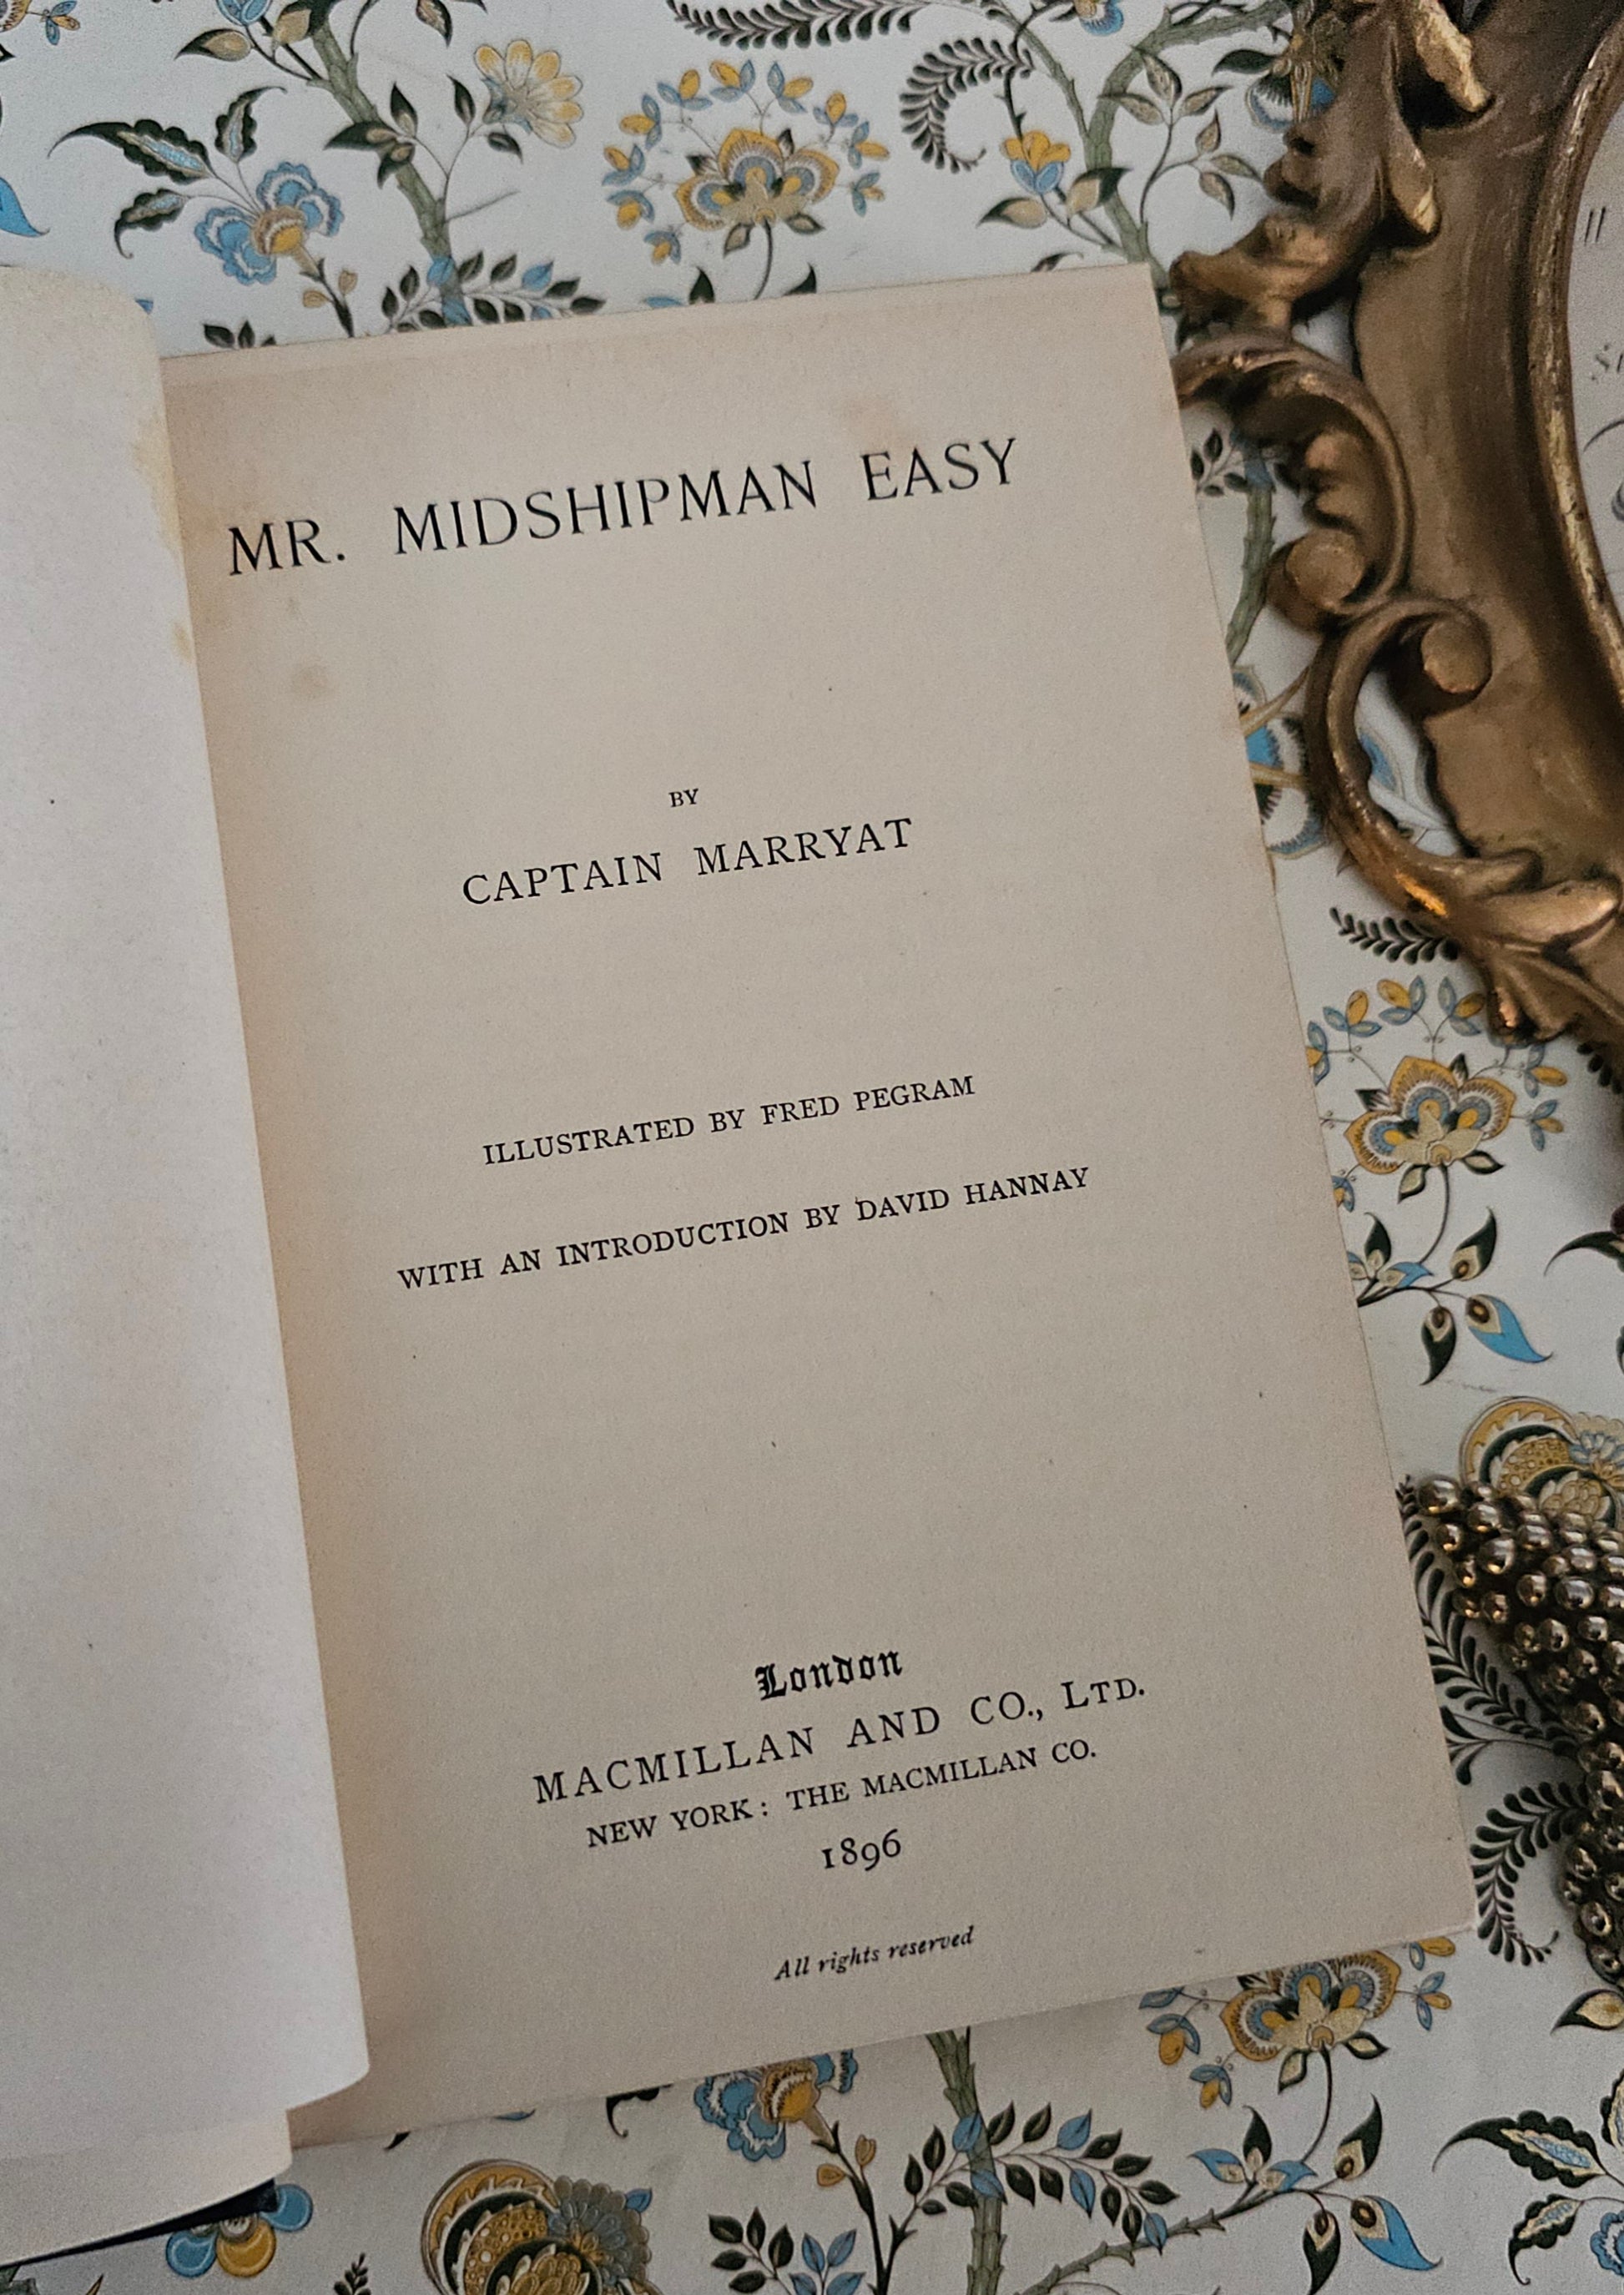 MR. MIDSHIPMAN EASY
BY
CAPTAIN MARRYAT
ILLUSTRATED BY FRED PEGRAM
WITH AN INTRODUCTION BY DAVID HANNAY
London
MACMILLAN AND CO., LTD.
NEW YORK: THE MACMILLAN CO.
1896
All rights reserved